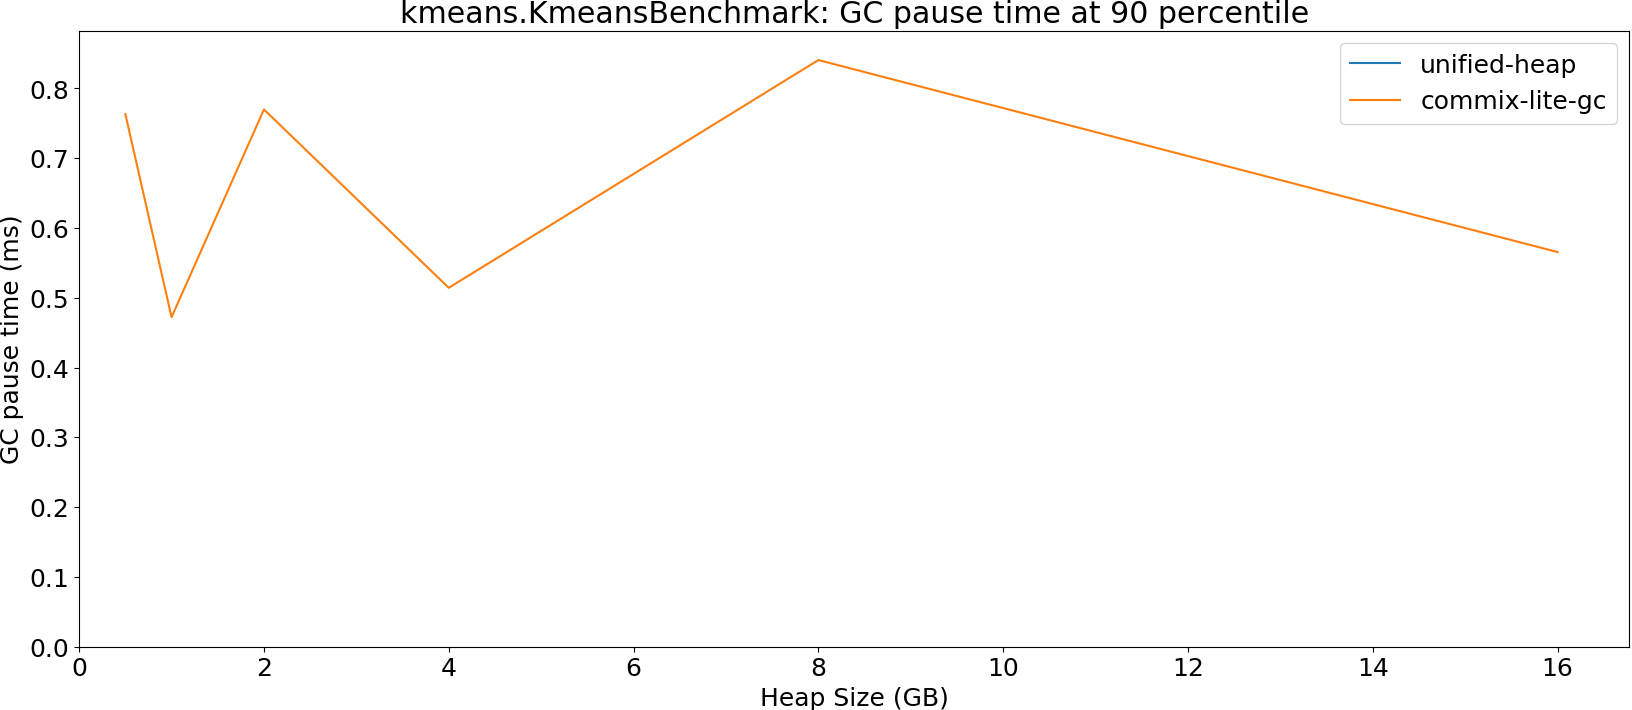 kmeans.KmeansBenchmark: GC pause time at 90 percentile
unified-heap
commix-lite-gc
GC pause time (ms)
0.8
0.7
0.6
0.5
0.4
0.3
0.2
0.1
0.0
0 2 4 6 8 10 12 14 16
Heap Size (GB)